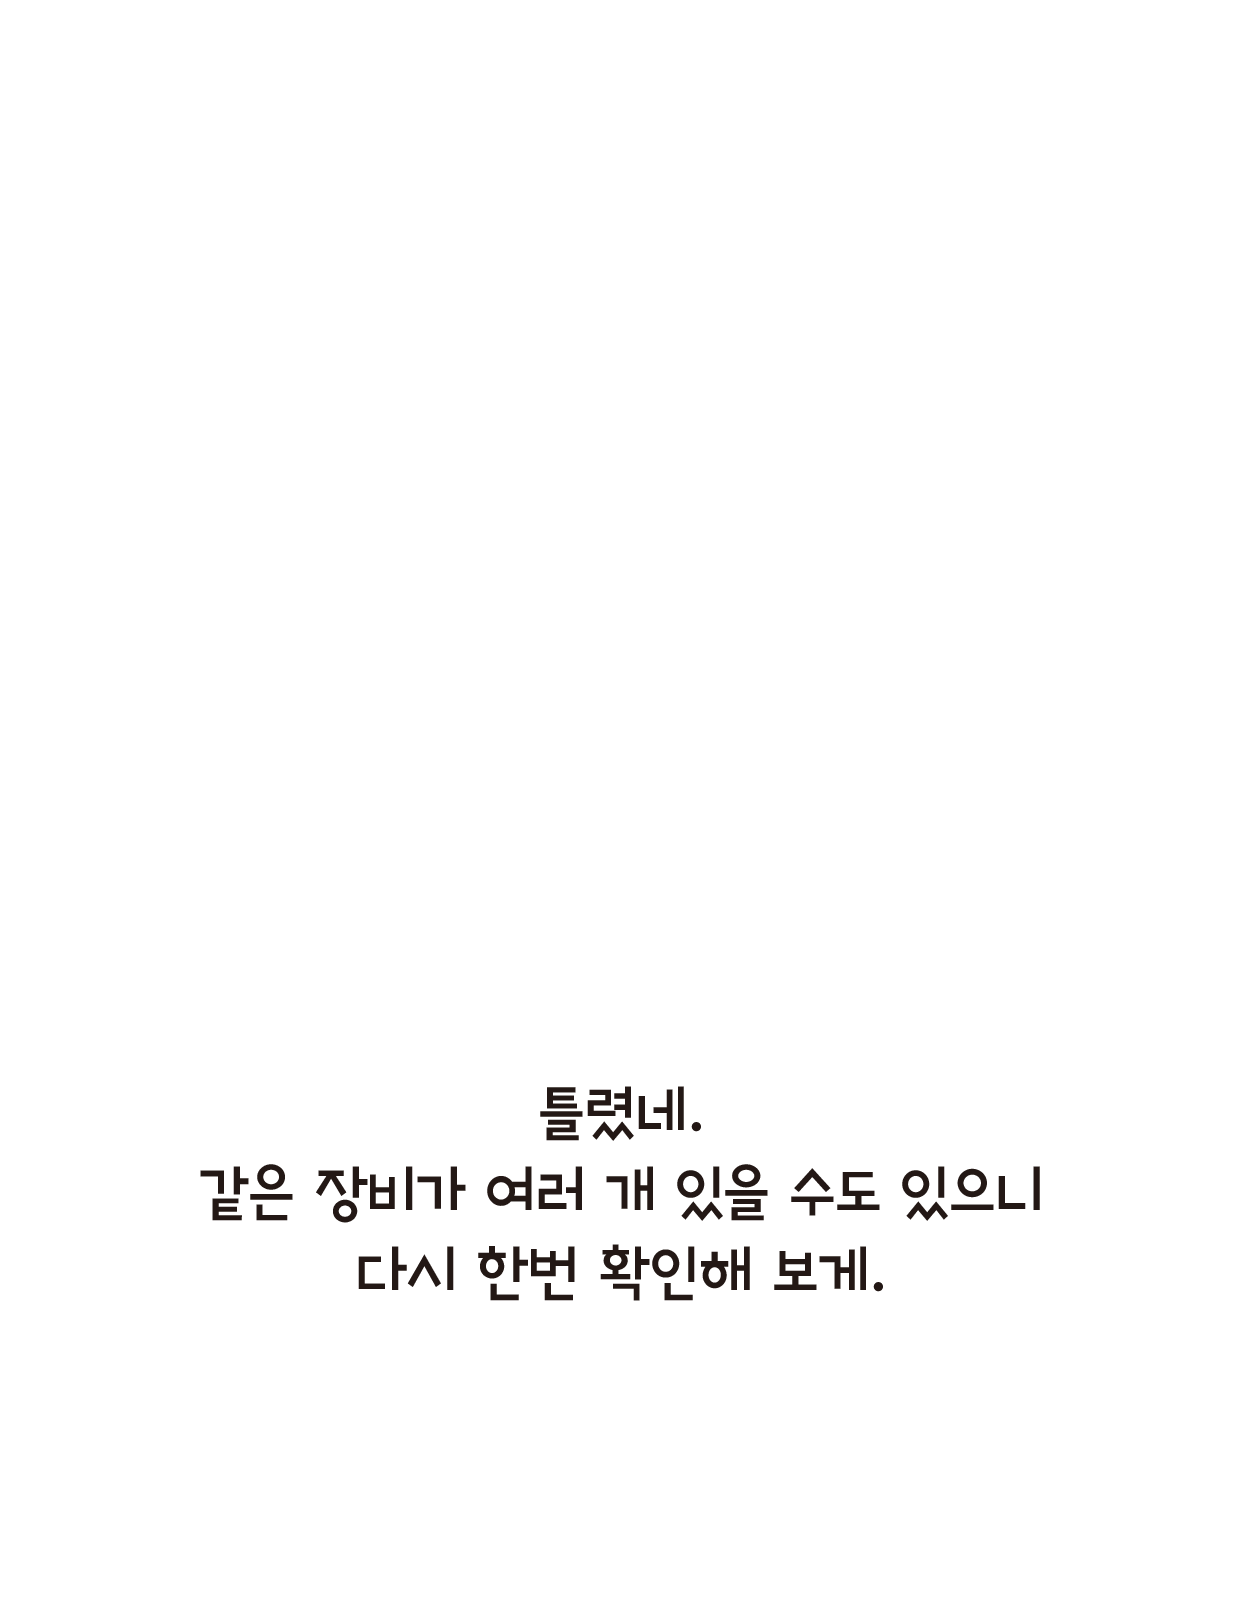 틀렸네.
같은 장비가 여러 개 있을 수도 있으니
다시 한번 확인해 보게.